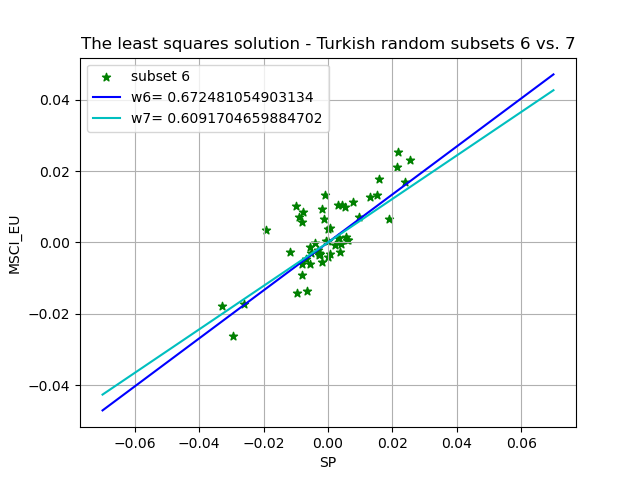 The least squares solution - Turkish random subsets 6 vs. 7
subset 6
w6= 0.672481054903134
w7= 0.6091704659884702
0.04
0.02
0.00
−0.02
−0.04
MSCI_EU
−0.06 −0.04 −0.02 0.00 0.02 0.04 0.06
SP